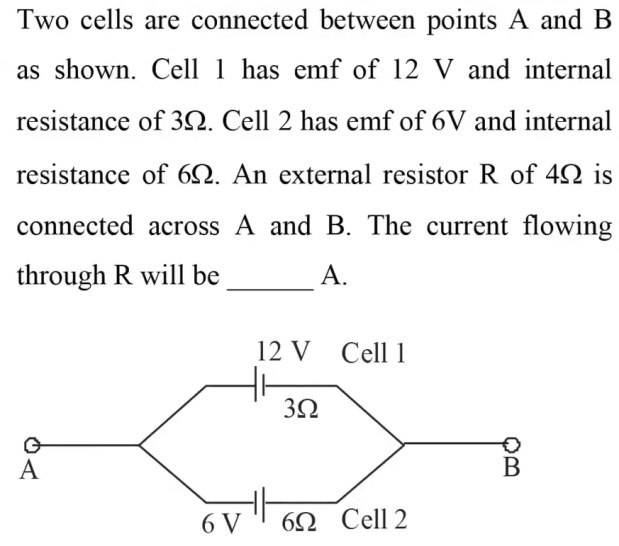 Two cells are connected between points A and B
as shown. Cell 1 has emf of 12 V and internal
resistance of 3Ω. Cell 2 has emf of 6V and internal
resistance of 6Ω. An external resistor R of 4Ω is
connected across A and B. The current flowing
through R will be ______ A.
12 V Cell 1
3Ω
A
B
6 V 6Ω Cell 2